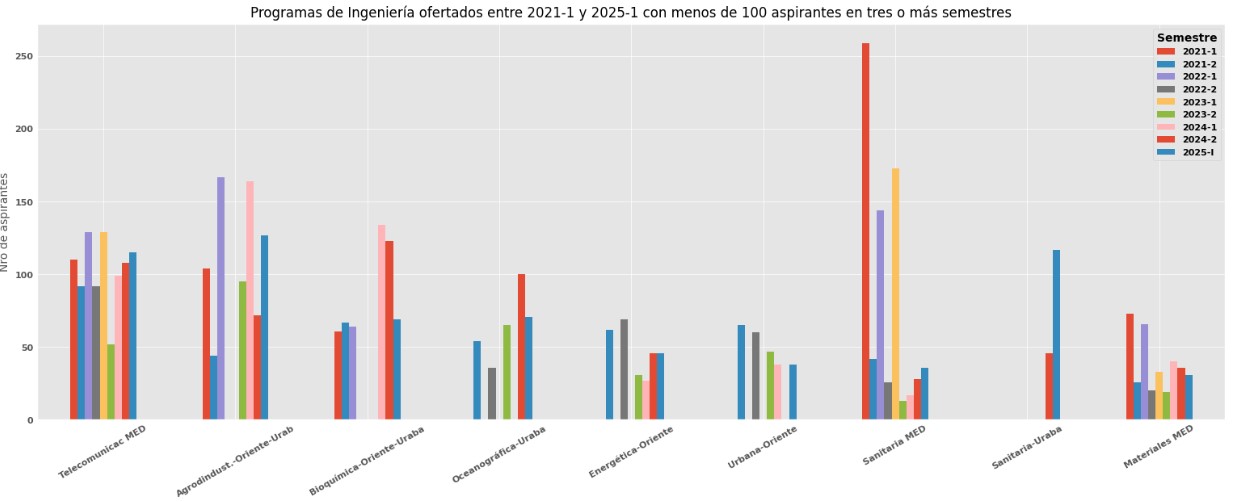 Programas de Ingeniería ofertados entre 2021-1 y 2025-1 con menos de 100 aspirantes en tres o más semestres
Nro de aspirantes
250
200
150
100
50
0
Semestre
2021-1
2021-2
2022-1
2022-2
2023-1
2023-2
2024-1
2024-2
2025-I
Telecomunicac MED
Agrodindust.-Oriente-Urab
Bioquímica-Oriente-Uraba
Oceanográfica-Uraba
Energética-Oriente
Urbana-Oriente
Sanitaria MED
Sanitaria-Uraba
Materiales MED